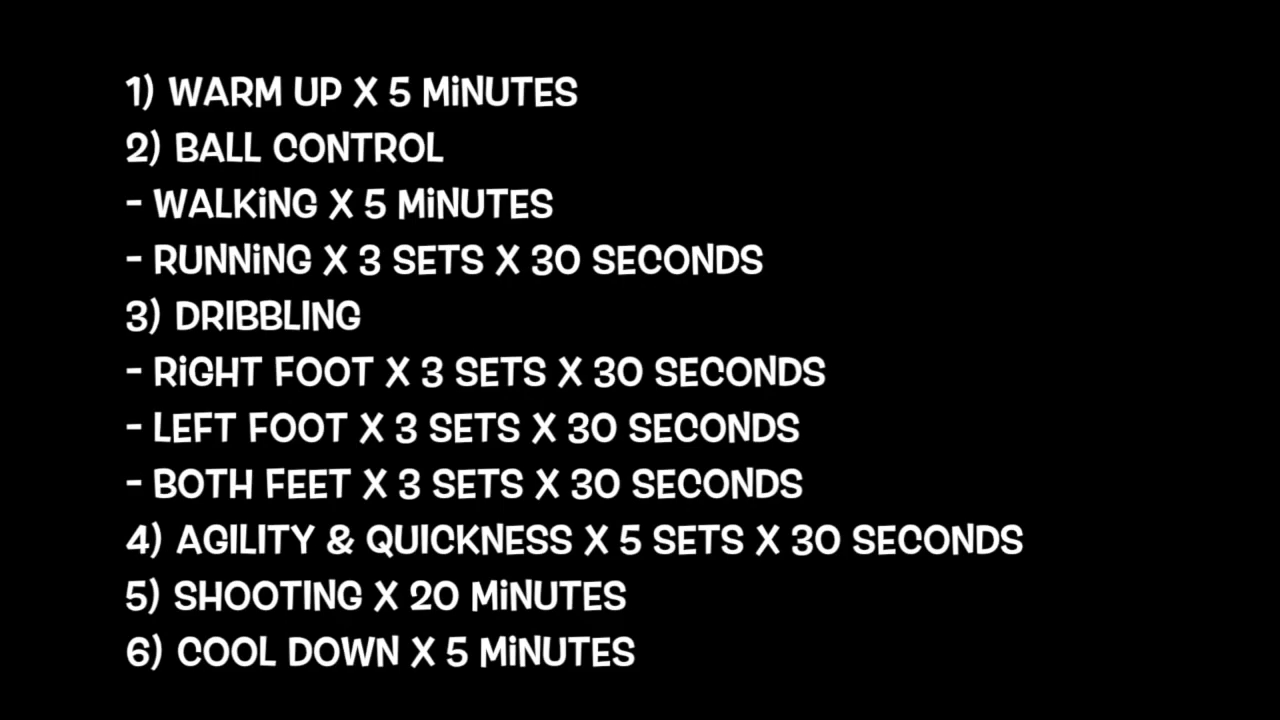 1) WARM UP X 5 MiNUTES
2) BALL CONTROL
- WALKiNG X 5 MiNUTES
- RUNNiNG X 3 SETS X 30 SECONDS
3) DRIBBLING
- RiGHT FOOT X 3 SETS X 30 SECONDS
- LEFT FOOT X 3 SETS X 30 SECONDS
- BOTH FEET X 3 SETS X 30 SECONDS
4) AGILITY & QUICKNESS X 5 SETS X 30 SECONDS
5) SHOOTING X 20 MiNUTES
6) COOL DOWN X 5 MiNUTES